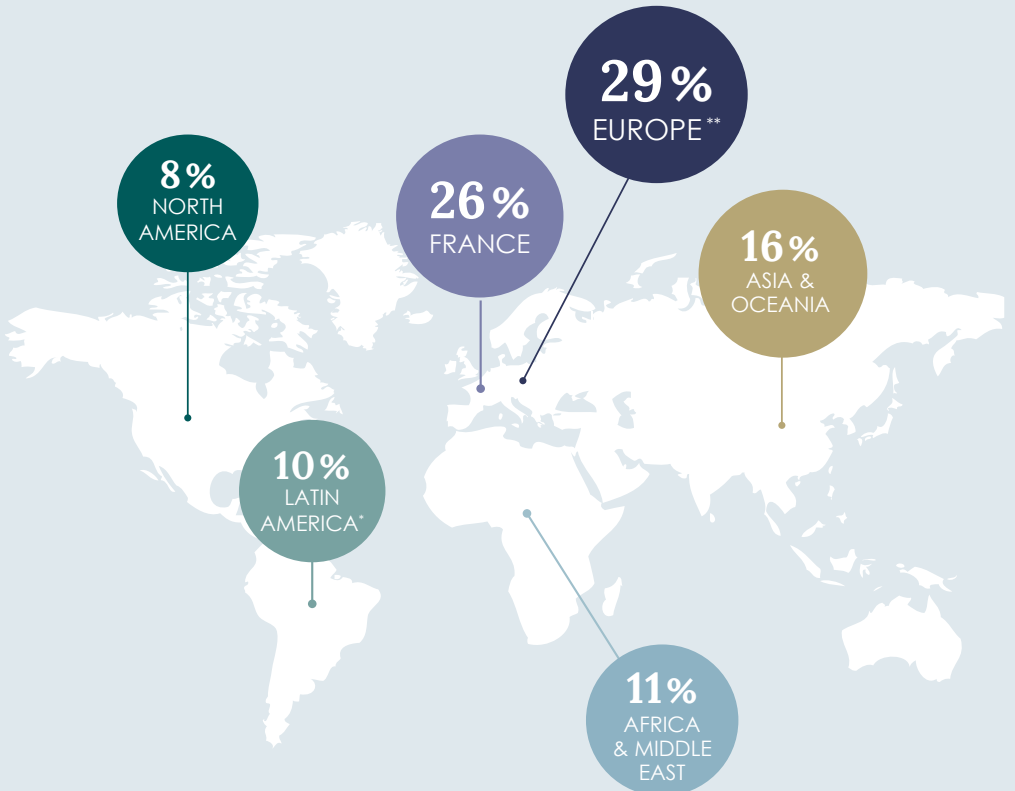 29 %
EUROPE**
8 %
NORTH
AMERICA
26 %
FRANCE
16 %
ASIA &
OCEANIA
10 %
LATIN
AMERICA*
11 %
AFRICA
& MIDDLE
EAST